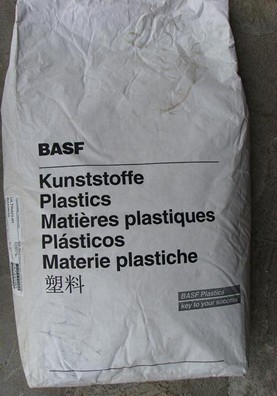 BASF
Kunststoffe
Plastics
Matières plastiques
Plásticos
Materie plastiche
塑料
BASF Plastics
key to your success